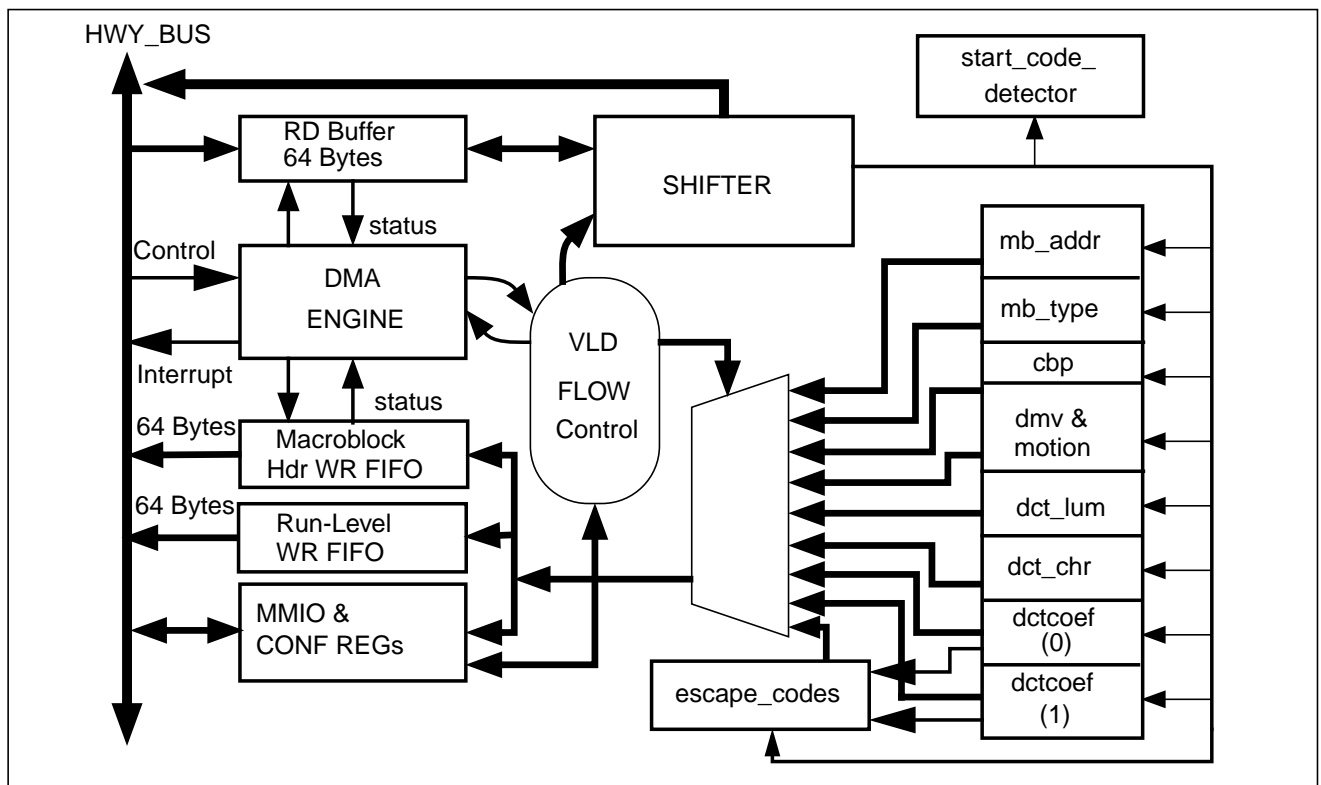 HWY_BUS
start_code_
detector
RD Buffer
64 Bytes
SHIFTER
status
Control
DMA
ENGINE
Interrupt
status
VLD
FLOW
Control
64 Bytes
Macroblock
Hdr WR FIFO
64 Bytes
Run-Level
WR FIFO
MMIO &
CONF REGs
mb_addr
mb_type
cbp
dmv &
motion
dct_lum
dct_chr
dctcoef
(0)
dctcoef
(1)
escape_codes